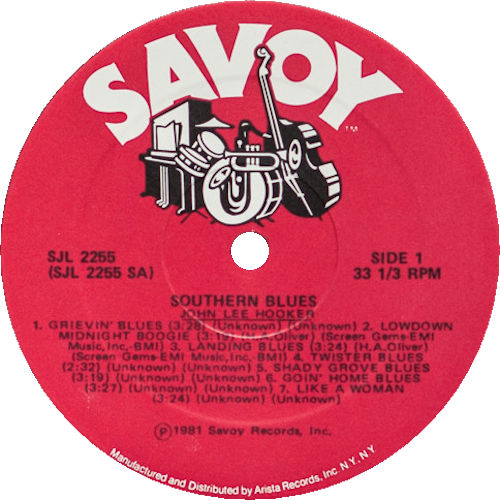 SAVOY
TM
SJL 2255
(SJL 2255 SA)
SIDE 1
33 1/3 RPM
SOUTHERN BLUES
JOHN LEE HOOKER
1. GRIEVIN' BLUES (3:28) (Unknown) (Unknown) 2. LOWDOWN
MIDNIGHT BOOGIE (3:19) (H.A. Oliver) (Screen Gems-EMI
Music, Inc.-BMI) 3. LANDING BLUES (3:24) (H.A. Oliver)
(Screen Gems-EMI Music, Inc. BMI) 4. TWISTER BLUES
(2:32) (Unknown) (Unknown) 5. SHADY GROVE BLUES
(3:19) (Unknown) (Unknown) 6. GOIN' HOME BLUES
(3:27) (Unknown) (Unknown) 7. LIKE A WOMAN
(3:24) (Unknown) (Unknown)
Ⓟ1981 Savoy Records, Inc.
Manufactured and Distributed by Arista Records, Inc. N.Y., N.Y.